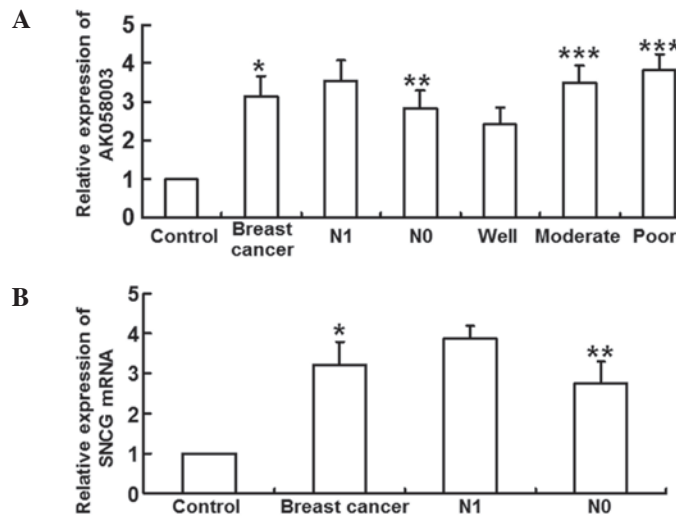 A
Relative expression of
AK058003
5
4
3
2
1
0
*
**
***
***
Control
Breast
cancer
N1
N0
Well
Moderate
Poor
B
Relative expression of
SNCG mRNA
5
4
3
2
1
0
*
**
Control
Breast cancer
N1
N0